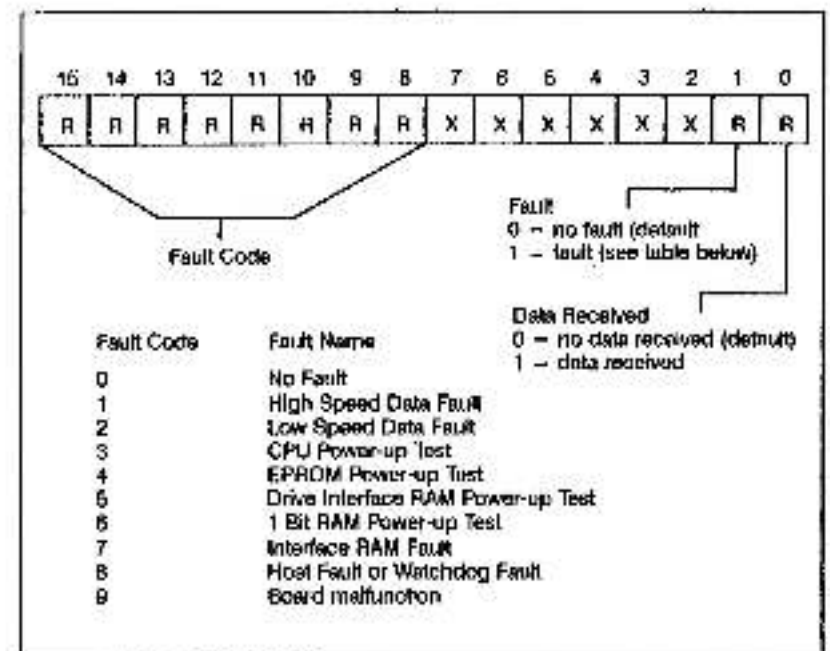 15 14 13 12 11 10 9 8 7 6 5 4 3 2 1 0
R R R R R R R R X X X X X X R R
Fault Code
Fault
0 – no fault (default
1 – fault (see table below)
Data Received
0 – no data received (default)
1 – data received
Fault Code Fault Name
0 No Fault
1 High Speed Data Fault
2 Low Speed Data Fault
3 CPU Power-up Test
4 EPROM Power-up Test
5 Drive Interface RAM Power-up Test
6 1 Bit RAM Power-up Test
7 Interface RAM Fault
8 Host Fault or Watchdog Fault
9 Board malfunction